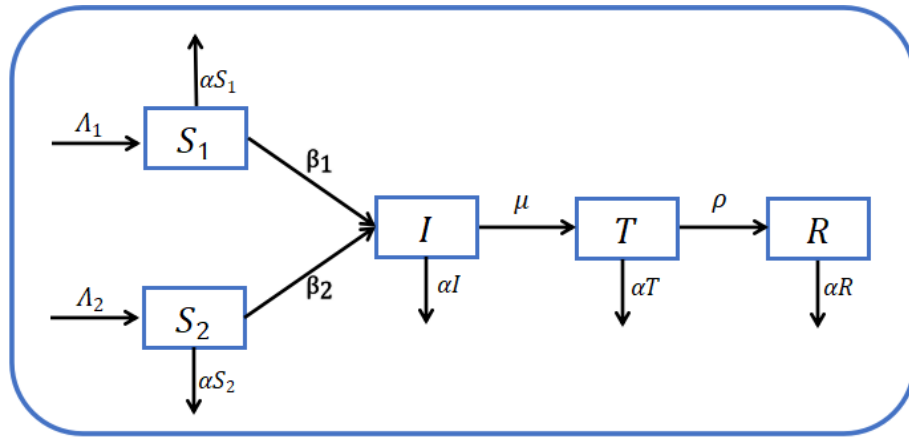 αS₁
Λ₁
S₁
β₁
I
μ
T
ρ
R
β₂
αI
αT
αR
Λ₂
S₂
αS₂